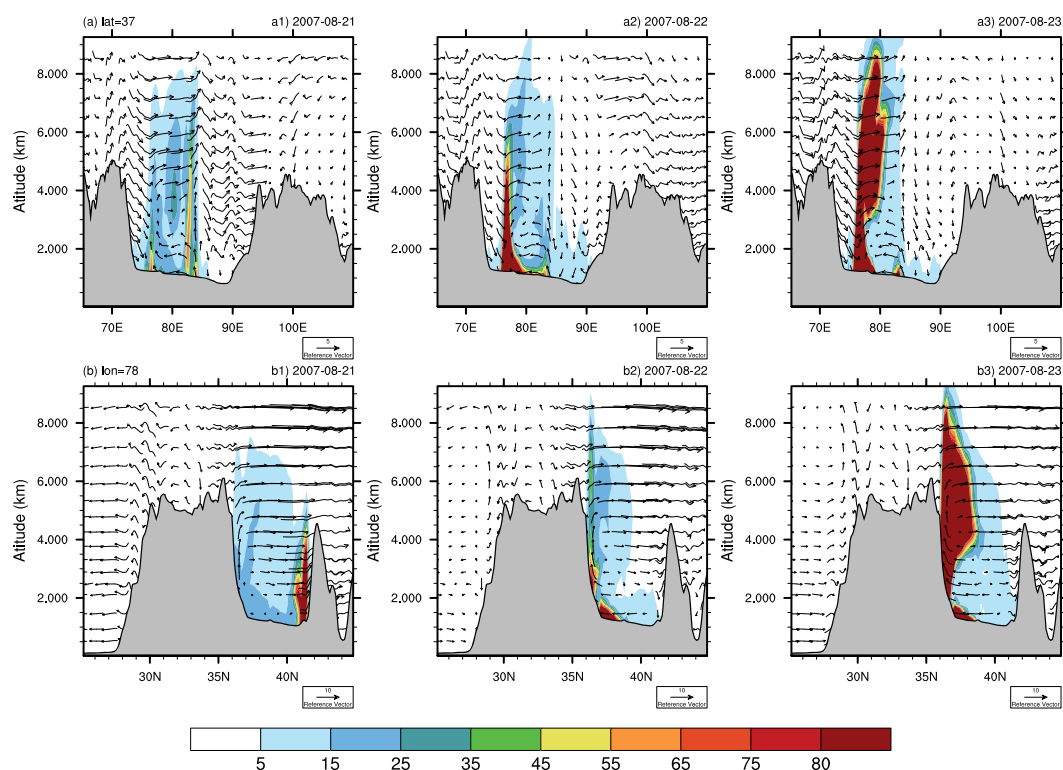 (a) lat=37 a1) 2007-08-21 a2) 2007-08-22 a3) 2007-08-23
Altitude (km) Altitude (km) Altitude (km)
8.000 8.000 8.000
6.000 6.000 6.000
4.000 4.000 4.000
2.000 2.000 2.000
70E 80E 90E 100E 70E 80E 90E 100E 70E 80E 90E 100E
5 5 5
Reference Vector Reference Vector Reference Vector
(b) lon=78 b1) 2007-08-21 b2) 2007-08-22 b3) 2007-08-23
Altitude (km) Altitude (km) Altitude (km)
8.000 8.000 8.000
6.000 6.000 6.000
4.000 4.000 4.000
2.000 2.000 2.000
30N 35N 40N 30N 35N 40N 30N 35N 40N
10 10 10
Reference Vector Reference Vector Reference Vector
5 15 25 35 45 55 65 75 80